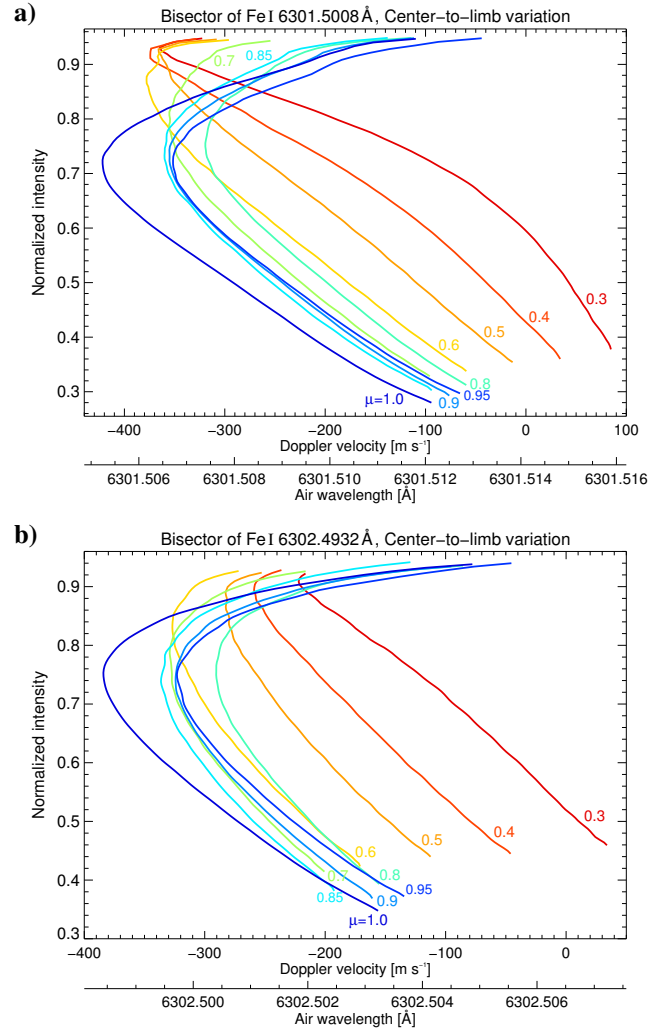 a)
Bisector of Fe I 6301.5008 Å, Center-to-limb variation
Normalized intensity
0.9
0.8
0.7
0.6
0.5
0.4
0.3
0.7
0.85
0.3
0.4
0.5
0.6
0.8
0.95
0.9
μ=1.0
−400 −300 −200 −100 0 100
Doppler velocity [m s⁻¹]
6301.506 6301.508 6301.510 6301.512 6301.514 6301.516
Air wavelength [Å]
b)
Bisector of Fe I 6302.4932 Å, Center-to-limb variation
Normalized intensity
0.9
0.8
0.7
0.6
0.5
0.4
0.3
0.3
0.4
0.5
0.6
0.7
0.8
0.85
0.9
0.95
μ=1.0
−400 −300 −200 −100 0
Doppler velocity [m s⁻¹]
6302.500 6302.502 6302.504 6302.506
Air wavelength [Å]